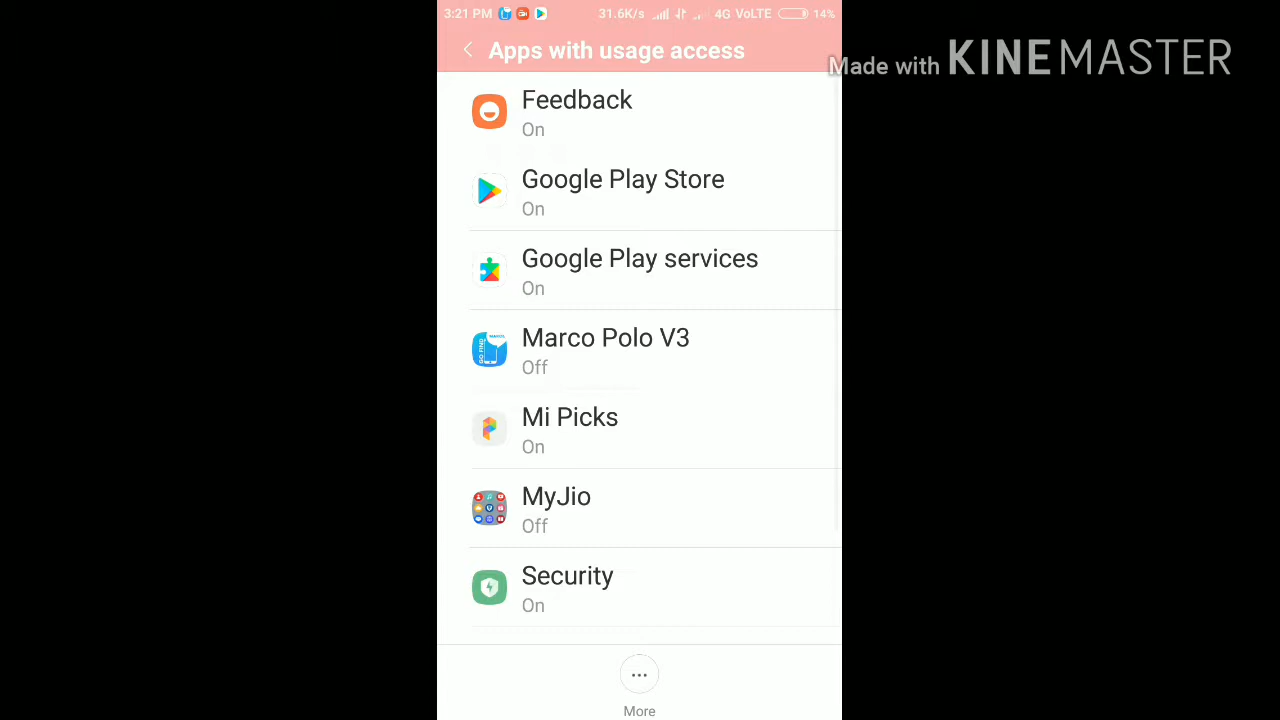 3:21 PM 31.6K/s 4G VoLTE 14%
Apps with usage access
Made with KINEMASTER
Feedback
On
Google Play Store
On
Google Play services
On
Marco Polo V3
Off
Mi Picks
On
MyJio
Off
Security
On
More